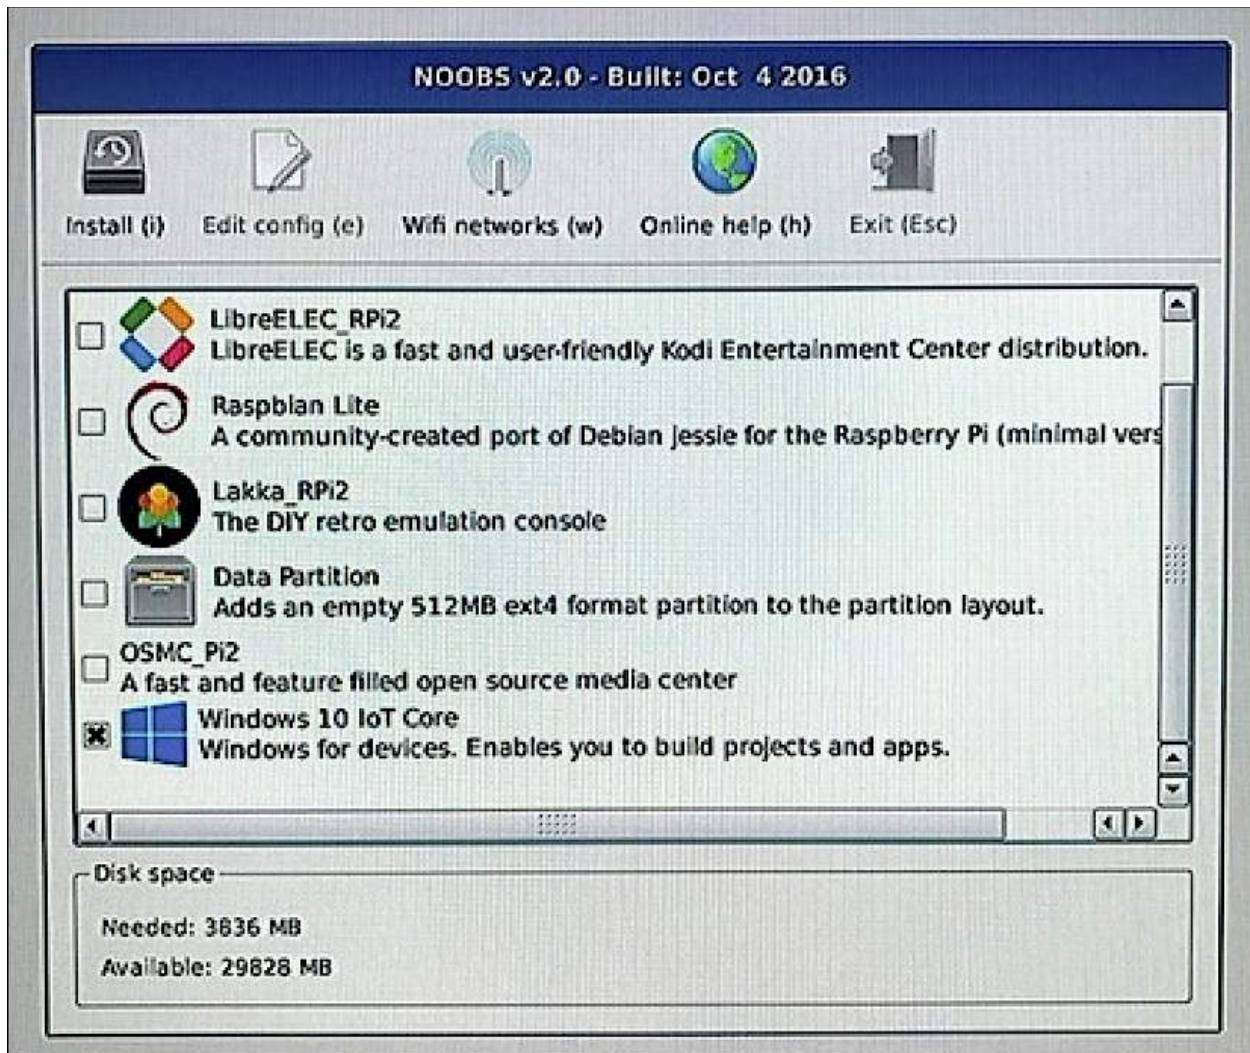 NOOBS v2.0 - Built: Oct  4 2016
Install (i) Edit config (e) Wifi networks (w) Online help (h) Exit (Esc)
LibreELEC_RPi2
LibreELEC is a fast and user-friendly Kodi Entertainment Center distribution.
Raspbian Lite
A community-created port of Debian Jessie for the Raspberry Pi (minimal vers
Lakka_RPi2
The DIY retro emulation console
Data Partition
Adds an empty 512MB ext4 format partition to the partition layout.
OSMC_Pi2
A fast and feature filled open source media center
Windows 10 IoT Core
Windows for devices. Enables you to build projects and apps.
Disk space
Needed: 3836 MB
Available: 29828 MB